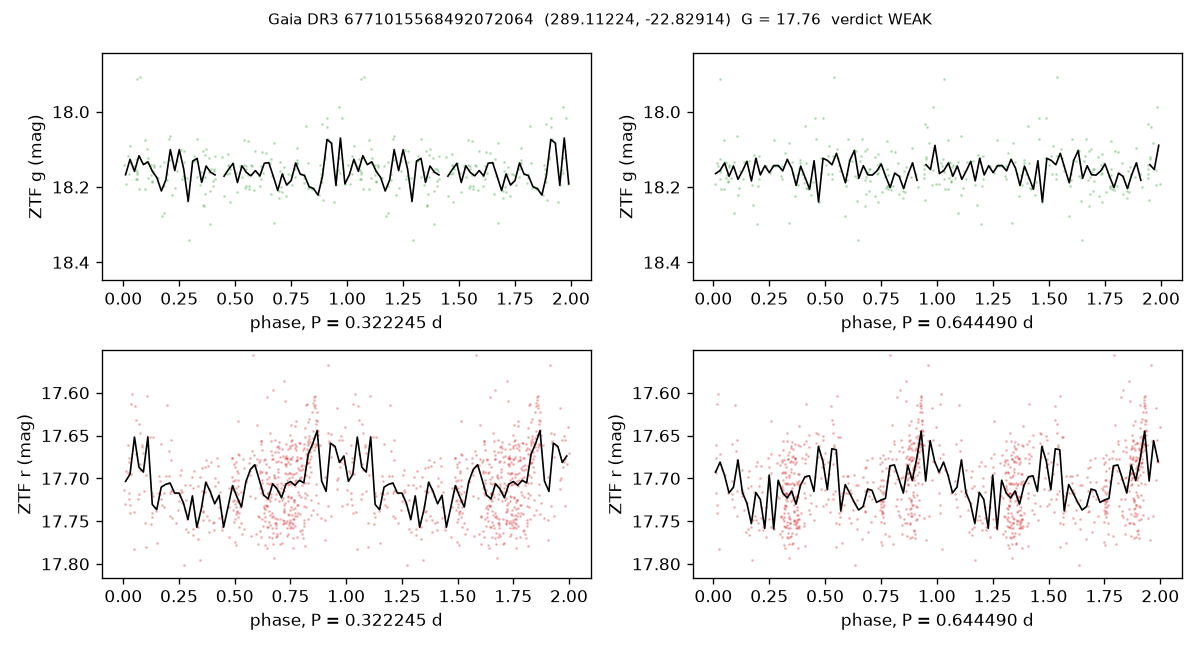 Gaia DR3 6771015568492072064  (289.11224, -22.82914)  G = 17.76  verdict WEAK
ZTF g (mag)
18.0
18.2
18.4
0.00 0.25 0.50 0.75 1.00 1.25 1.50 1.75 2.00
phase, P = 0.322245 d
ZTF g (mag)
18.0
18.2
18.4
0.00 0.25 0.50 0.75 1.00 1.25 1.50 1.75 2.00
phase, P = 0.644490 d
ZTF r (mag)
17.60
17.65
17.70
17.75
17.80
0.00 0.25 0.50 0.75 1.00 1.25 1.50 1.75 2.00
phase, P = 0.322245 d
ZTF r (mag)
17.60
17.65
17.70
17.75
17.80
0.00 0.25 0.50 0.75 1.00 1.25 1.50 1.75 2.00
phase, P = 0.644490 d